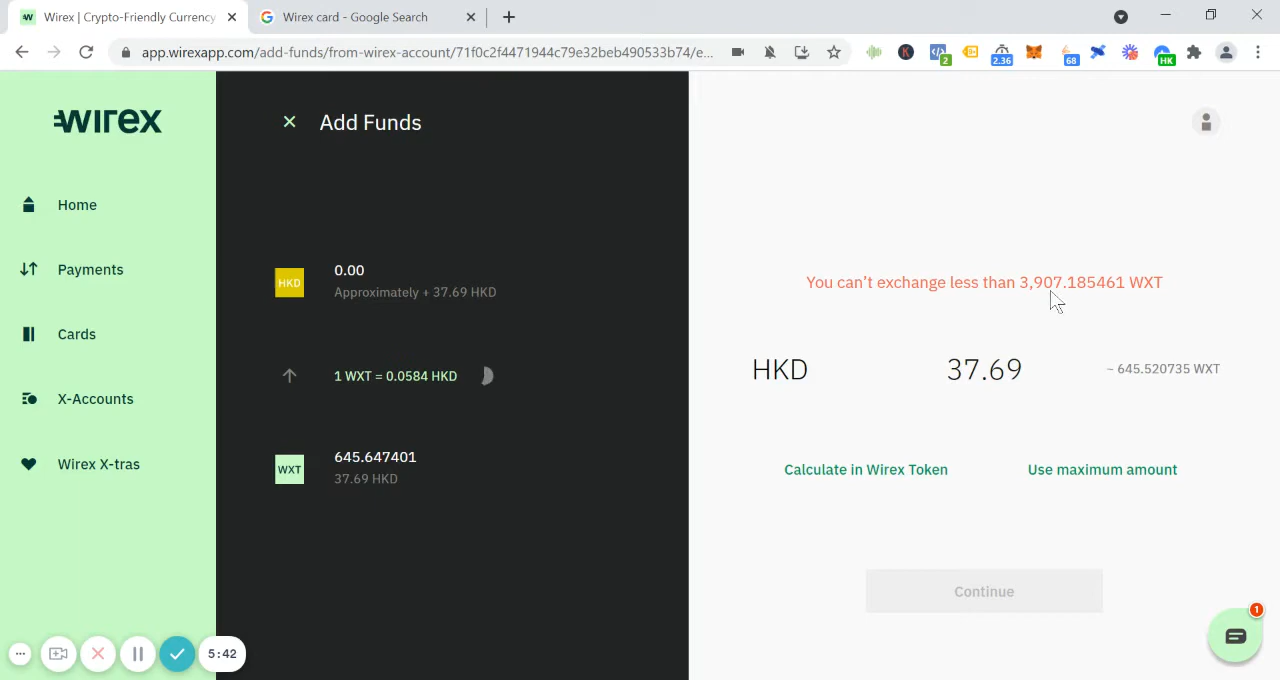 Wirex | Crypto-Friendly Currency
Wirex card - Google Search
app.wirexapp.com/add-funds/from-wirex-account/71f0c2f4471944c79e32beb490533b74/e...
2
2.36
68
HK
wirex
Home
Payments
Cards
X-Accounts
Wirex X-tras
Add Funds
HKD
0.00
Approximately + 37.69 HKD
1 WXT = 0.0584 HKD
WXT
645.647401
37.69 HKD
You can't exchange less than 3,907.185461 WXT
HKD 37.69 ~ 645.520735 WXT
Calculate in Wirex Token Use maximum amount
Continue
1
5:42